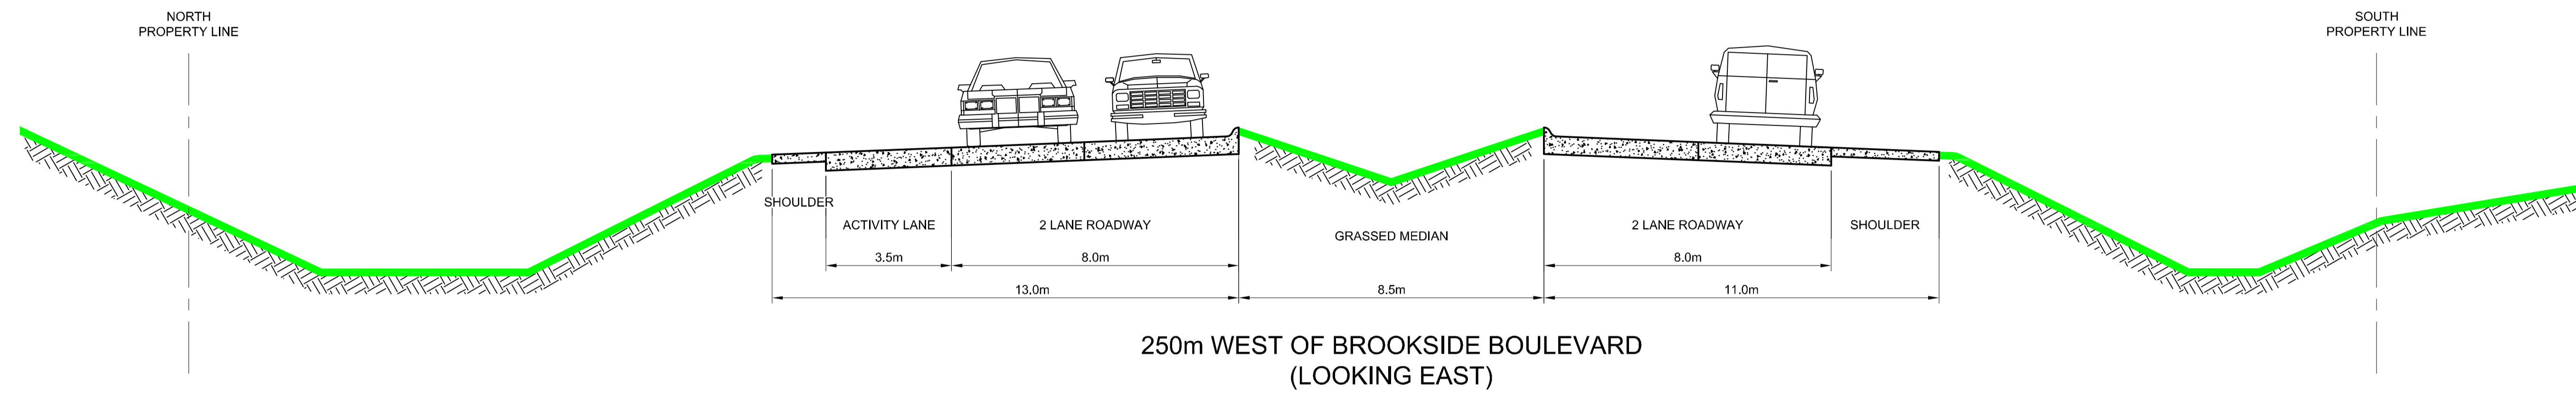 NORTH
PROPERTY LINE
SOUTH
PROPERTY LINE
SHOULDER
ACTIVITY LANE
2 LANE ROADWAY
GRASSED MEDIAN
2 LANE ROADWAY
SHOULDER
3.5m
8.0m
8.0m
13.0m
8.5m
11.0m
250m WEST OF BROOKSIDE BOULEVARD
(LOOKING EAST)